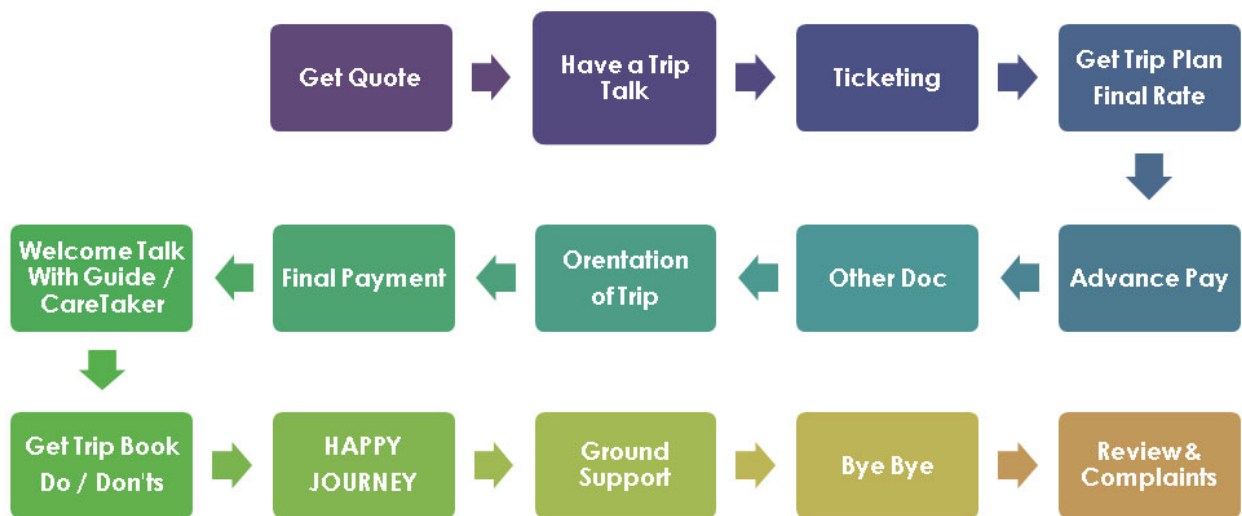 Get Quote
Have a Trip
Talk
Ticketing
Get Trip Plan
Final Rate
Advance Pay
Other Doc
Orentation
of Trip
Final Payment
Welcome Talk
With Guide /
CareTaker
Get Trip Book
Do / Don'ts
HAPPY
JOURNEY
Ground
Support
Bye Bye
Review &
Complaints